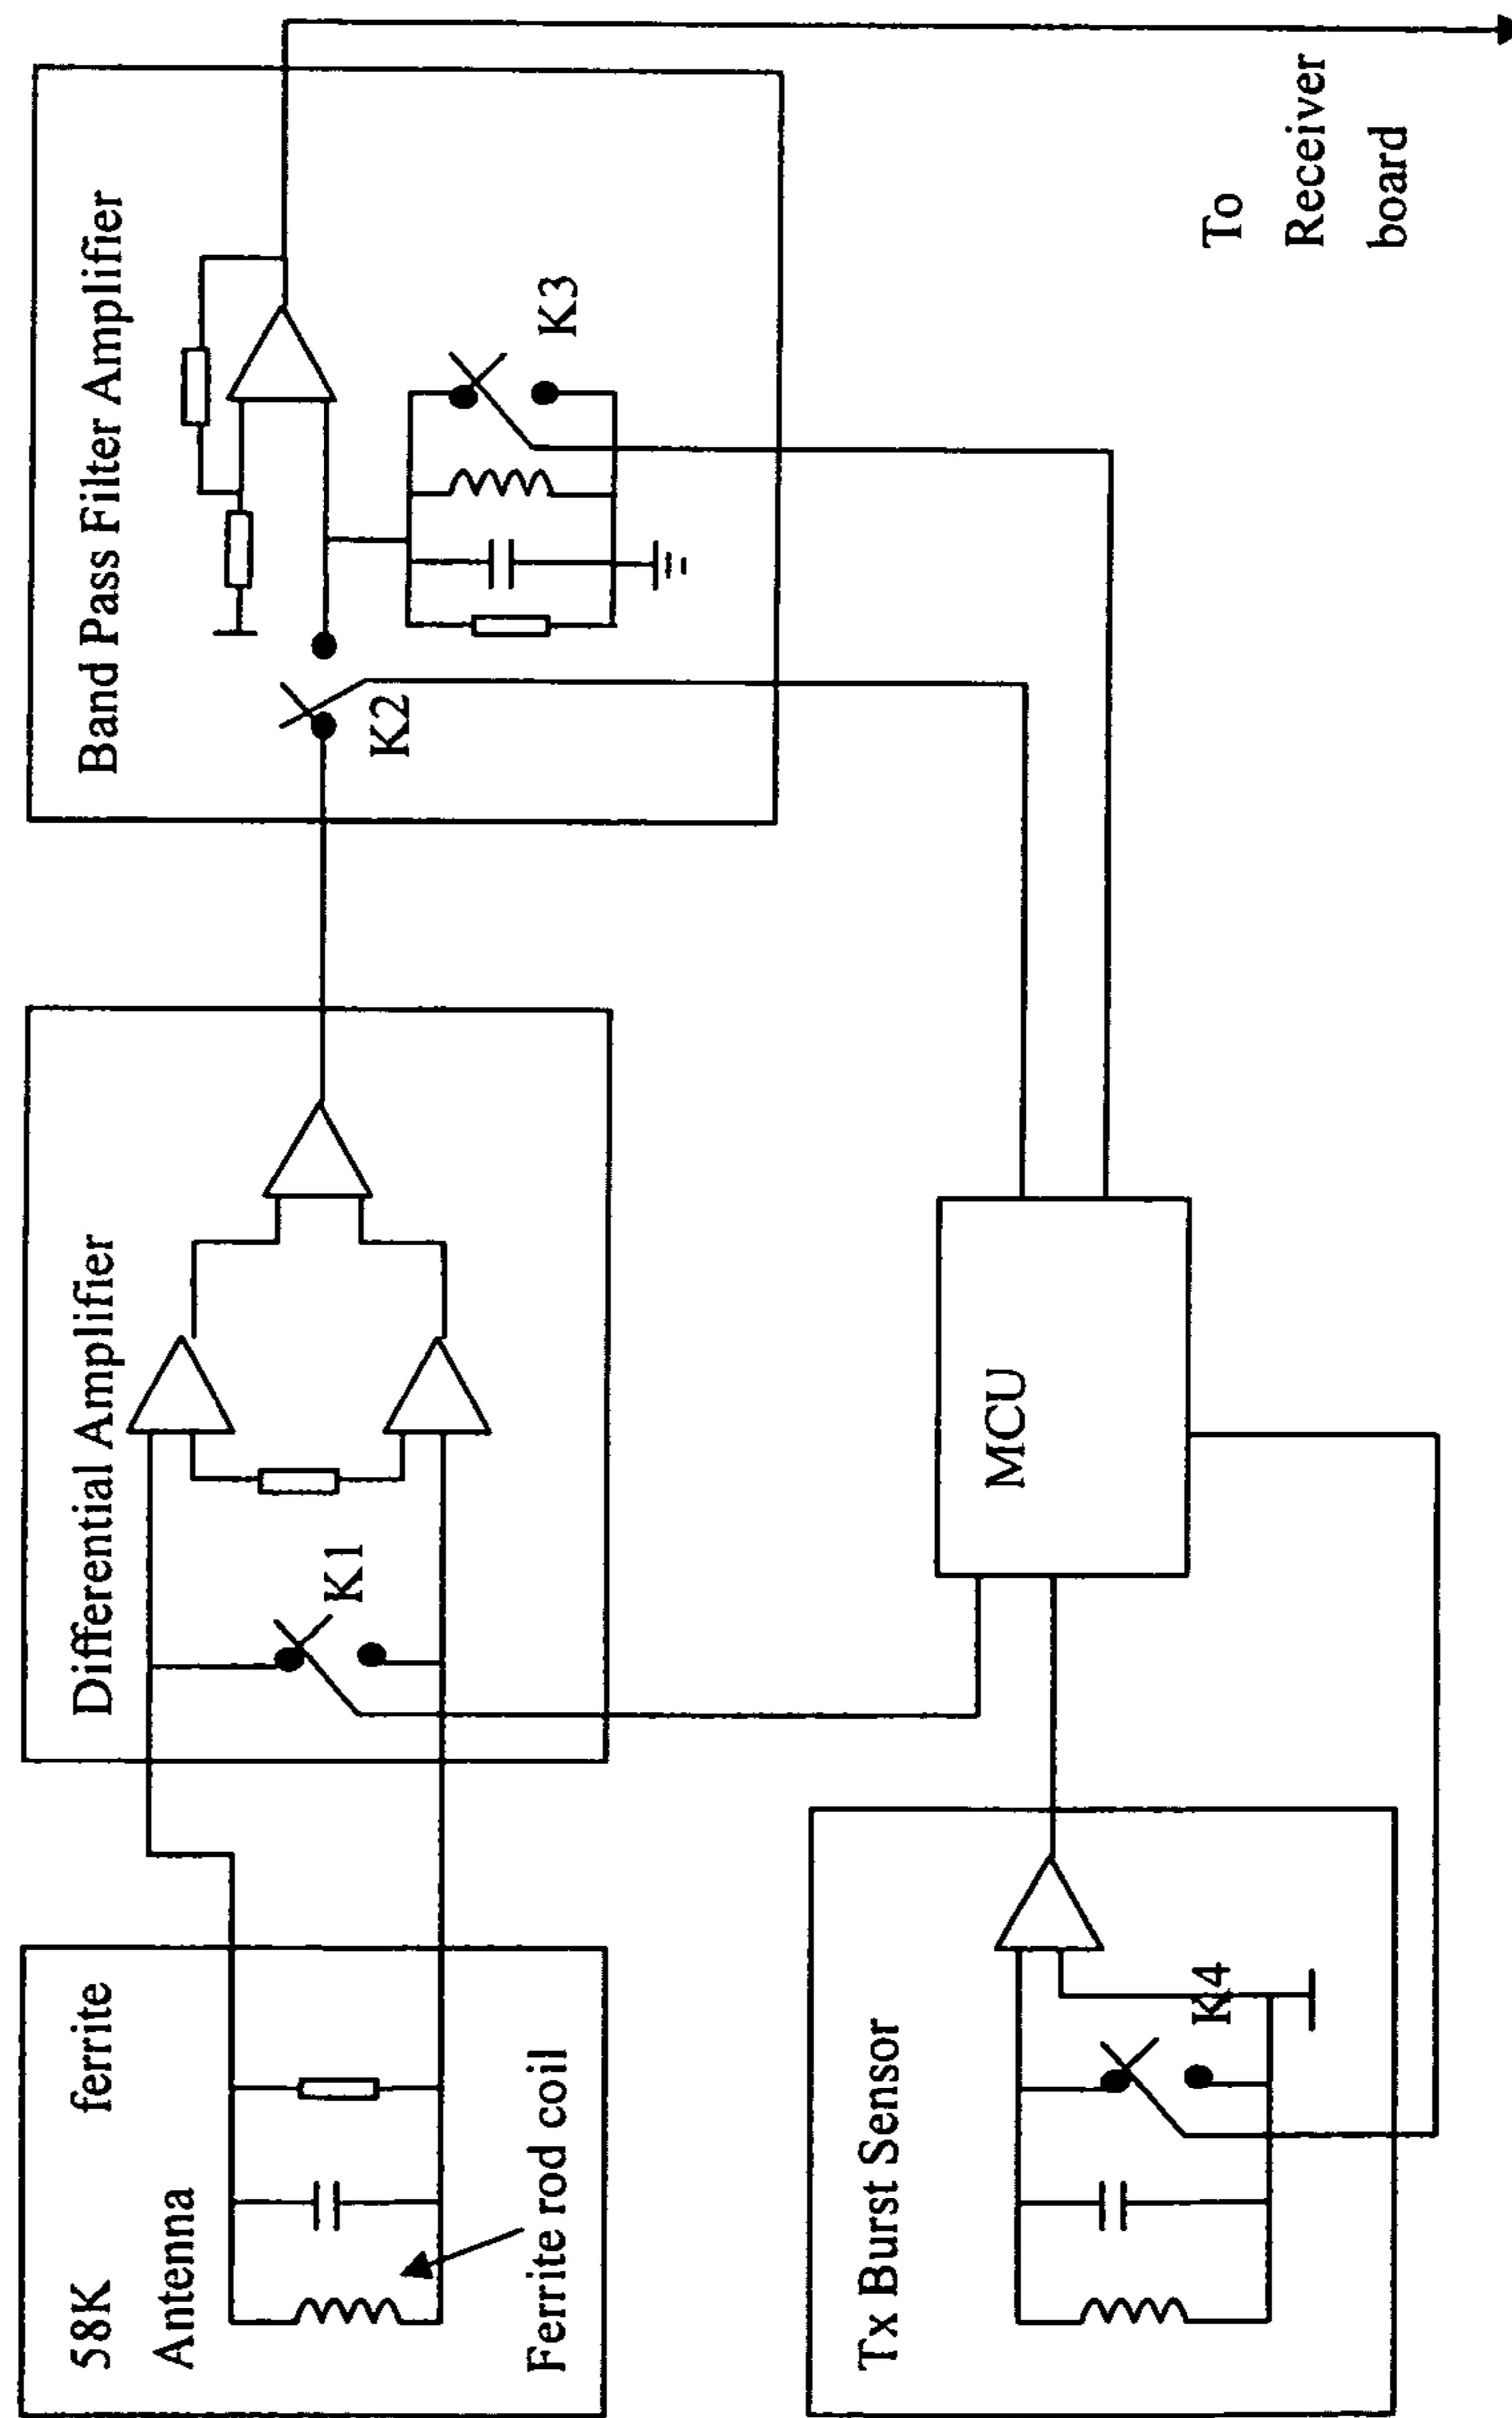 58K ferrite
Antenna
Ferrite rod coil
Differential Amplifier
K1
Band Pass Filter Amplifier
K2
K3
Tx Burst Sensor
K4
MCU
To
Receiver
board